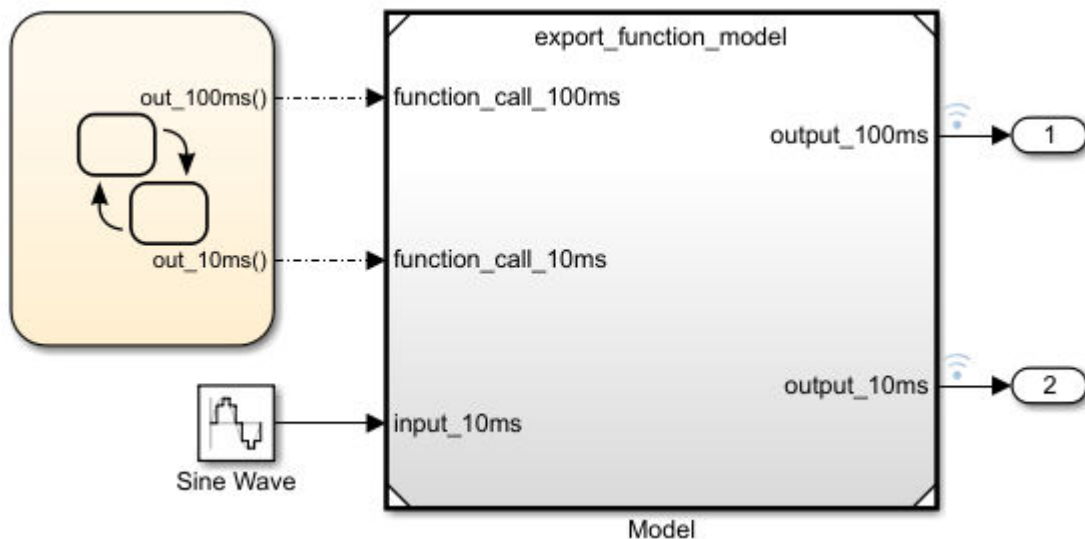 export_function_model
out_100ms()
function_call_100ms
output_100ms
1
out_10ms()
function_call_10ms
output_10ms
2
input_10ms
Sine Wave
Model